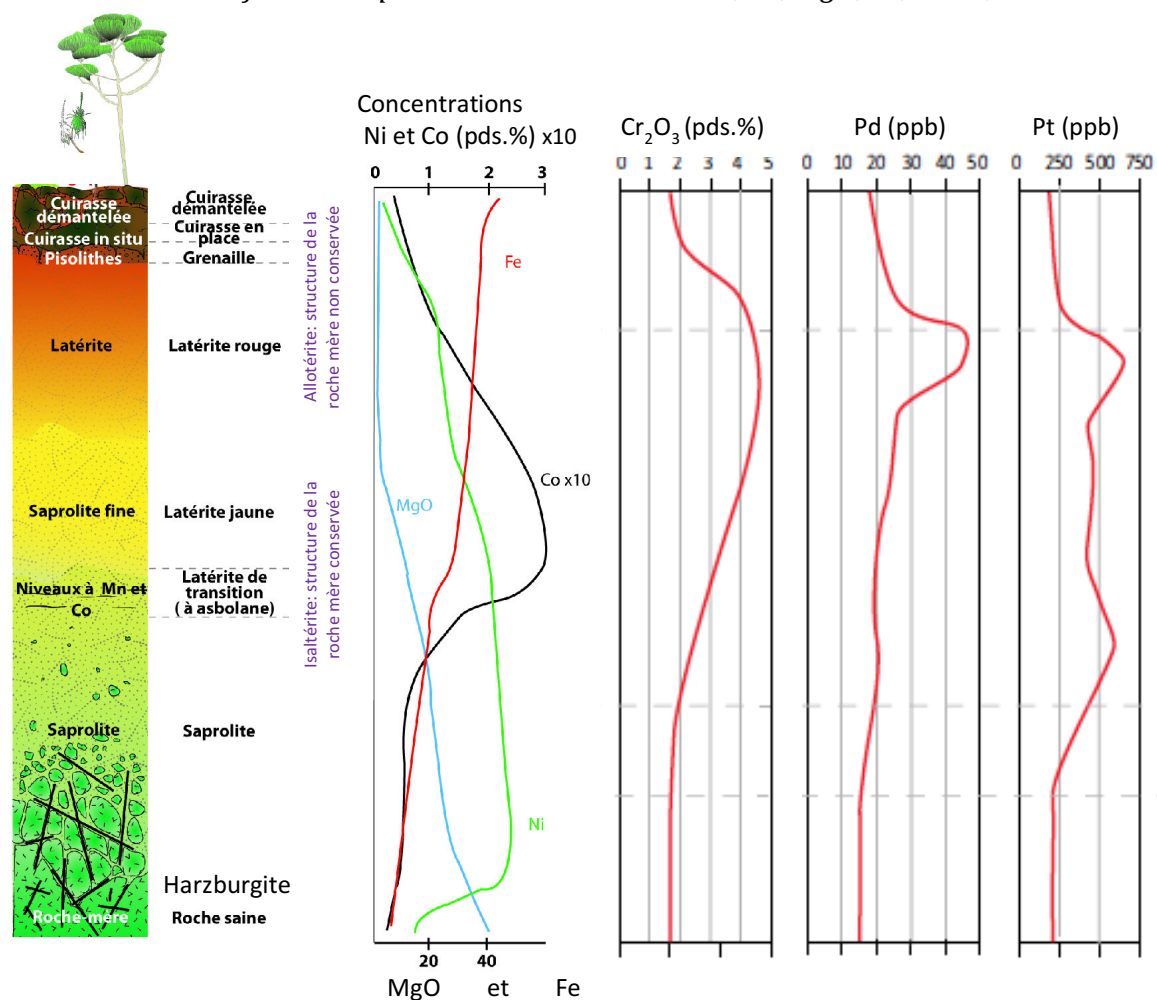 Concentrations
Ni et Co (pds.%) x10
0 1 2 3
Cr2O3 (pds.%)
0 1 2 3 4 5
Pd (ppb)
0 10 20 30 40 50
Pt (ppb)
0 250 500 750
Cuirasse
démantelée
Cuirasse in situ
Pisolithes
Latérite
Saprolite fine
Niveaux à Mn et
Co
Saprolite
Roche-mère
Cuirasse
démantelée
Cuirasse en
place
Grenaille
Latérite rouge
Latérite jaune
Latérite de
transition
( à asbolane)
Saprolite
Harzburgite
Roche saine
Allotérite: structure de la
roche mère non conservée
Isaltérite: structure de la
roche mère conservée
Fe
Co x10
MgO
Ni
20 40
MgO et Fe